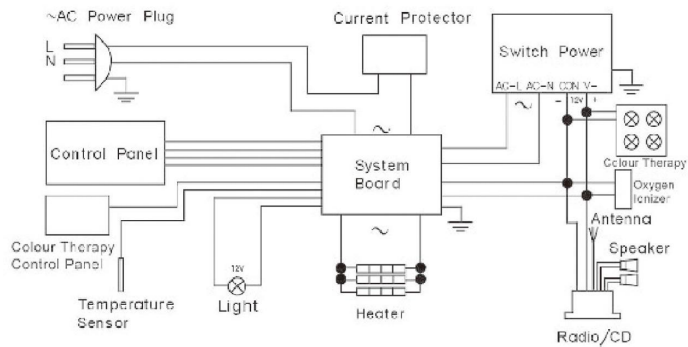 ~AC Power Plug
L
N
Current Protector
Switch Power
AC-L AC-N CON V-
~
- 12V +
Control Panel
~
System
Board
Colour Therapy
Oxygen
Ionizer
Antenna
Speaker
Colour Therapy
Control Panel
Temperature
Sensor
12V
Light
~
Heater
Radio/CD